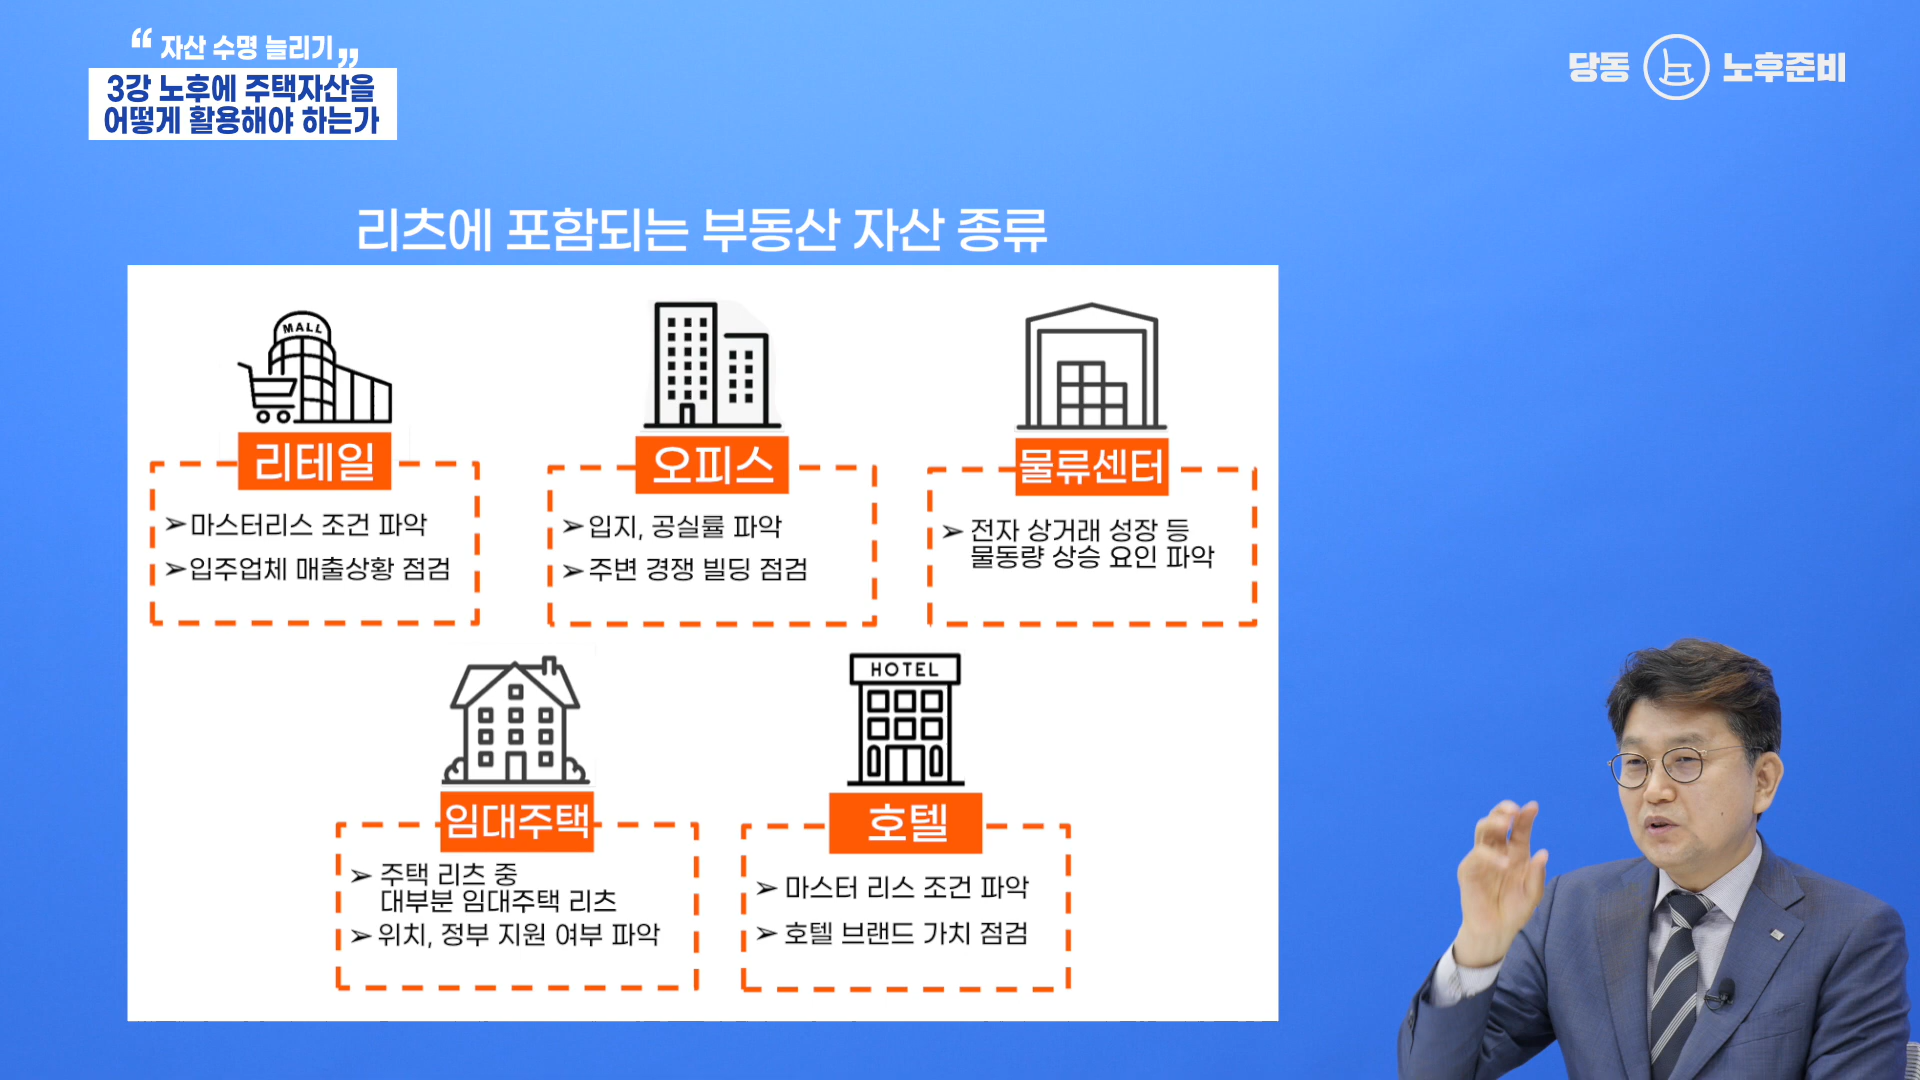 “ 자산 수명 늘리기 „
3강 노후에 주택자산을
어떻게 활용해야 하는가
당동 노후준비
리츠에 포함되는 부동산 자산 종류
MALL
리테일
➢마스터리스 조건 파악
➢입주업체 매출상황 점검
오피스
➢입지, 공실률 파악
➢주변 경쟁 빌딩 점검
물류센터
➢ 전자 상거래 성장 등
물동량 상승 요인 파악
임대주택
➢ 주택 리츠 중
대부분 임대주택 리츠
➢위치, 정부 지원 여부 파악
HOTEL
호텔
➢ 마스터 리스 조건 파악
➢ 호텔 브랜드 가치 점검